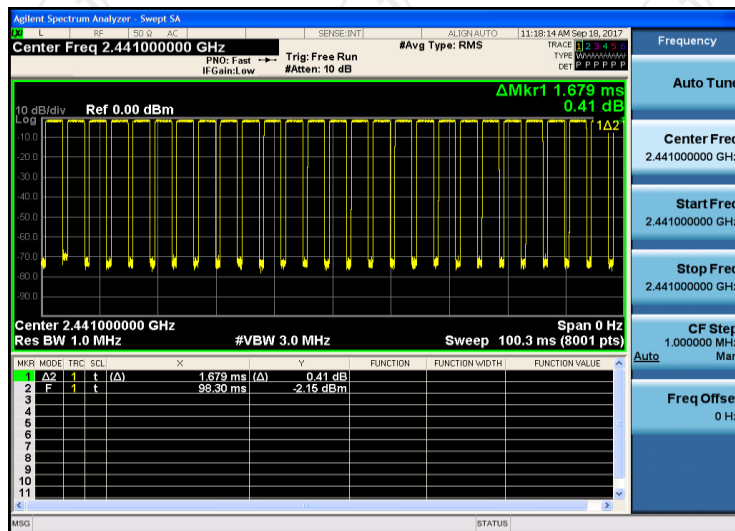 Agilent Spectrum Analyzer - Swept SA
L RF 50 Ω AC SENSE:INT ALIGN AUTO 11:18:14 AM Sep 18, 2017
Center Freq 2.441000000 GHz #Avg Type: RMS TRACE 1 2 3 4 5 6
PNO: Fast Trig: Free Run TYPE W
IFGain:Low #Atten: 10 dB DET P P P P P P
ΔMkr1 1.679 ms
0.41 dB
10 dB/div Ref 0.00 dBm
Log
1Δ2
-10.0
-20.0
-30.0
-40.0
-50.0
-60.0
-70.0
-80.0
-90.0
Center 2.441000000 GHz Span 0 Hz
Res BW 1.0 MHz #VBW 3.0 MHz Sweep 100.3 ms (8001 pts)
MKR MODE TRC SCL X Y FUNCTION FUNCTION WIDTH FUNCTION VALUE
1 Δ2 1 t (Δ) 1.679 ms (Δ) 0.41 dB
2 F 1 t 98.30 ms -2.15 dBm
3
4
5
6
7
8
9
10
11
MSG STATUS
Frequency
Auto Tune
Center Freq
2.441000000 GHz
Start Freq
2.441000000 GHz
Stop Freq
2.441000000 GHz
CF Step
1.000000 MHz
Auto Man
Freq Offset
0 Hz